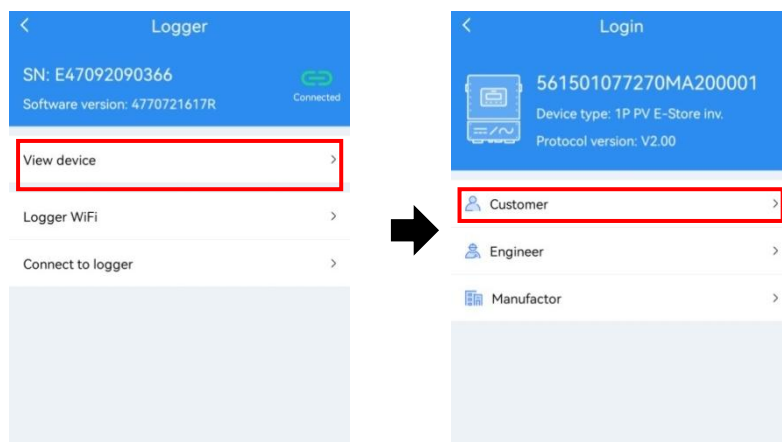 Logger
SN: E47092090366
Software version: 4770721617R
Connected
View device
Logger WiFi
Connect to logger
Login
561501077270MA200001
Device type: 1P PV E-Store inv.
Protocol version: V2.00
Customer
Engineer
Manufactor